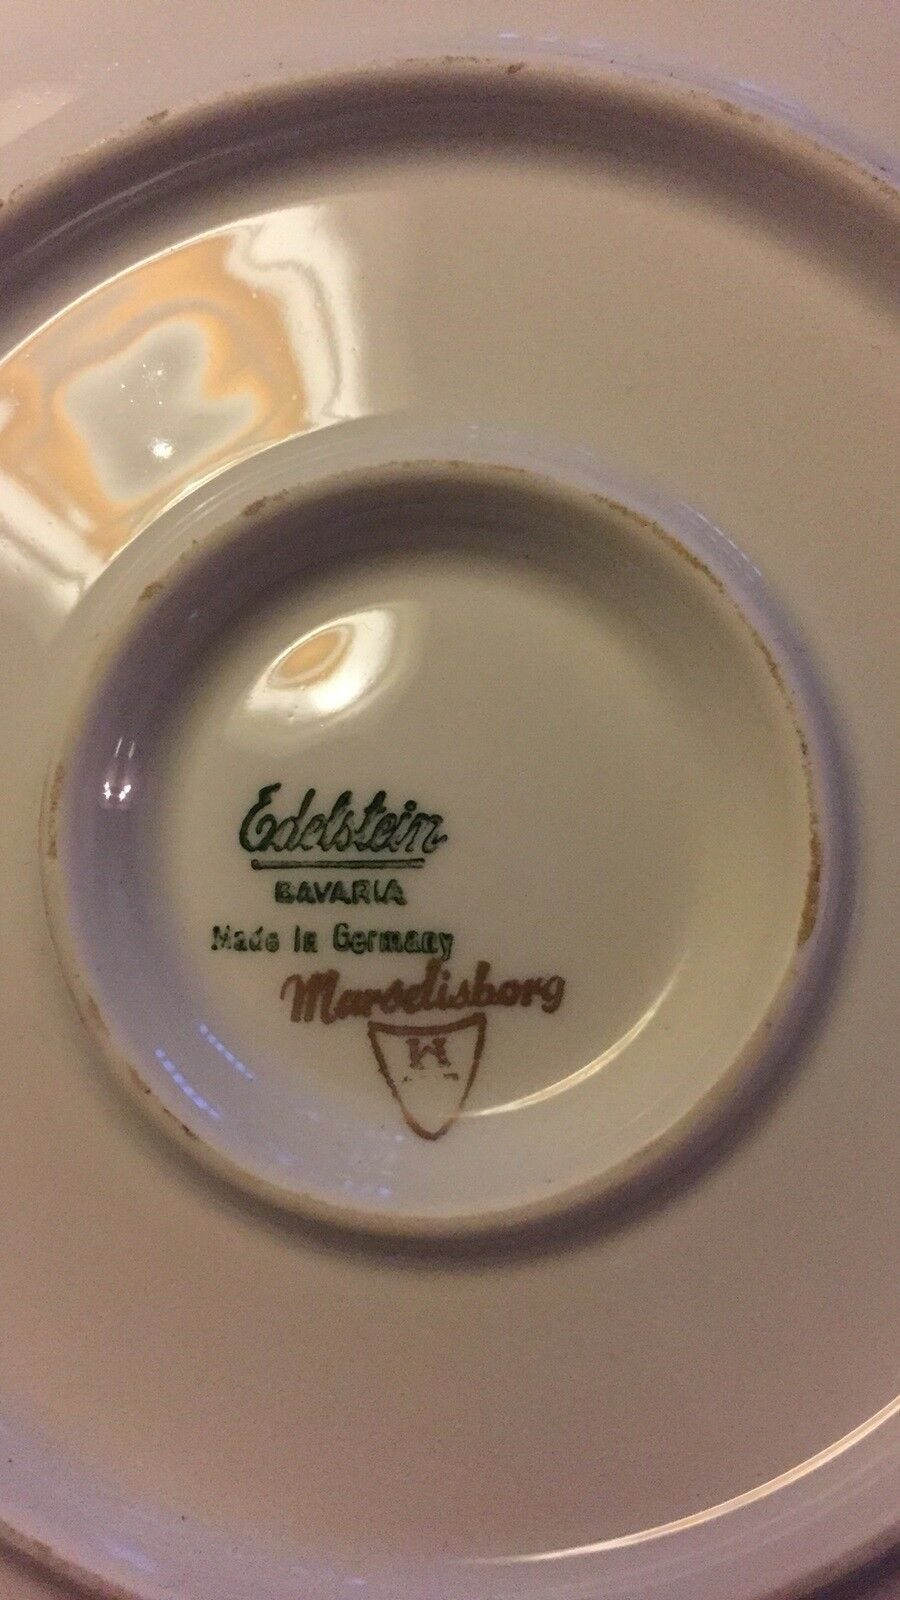 Edelstein
BAVARIA
Made in Germany
Marselisborg